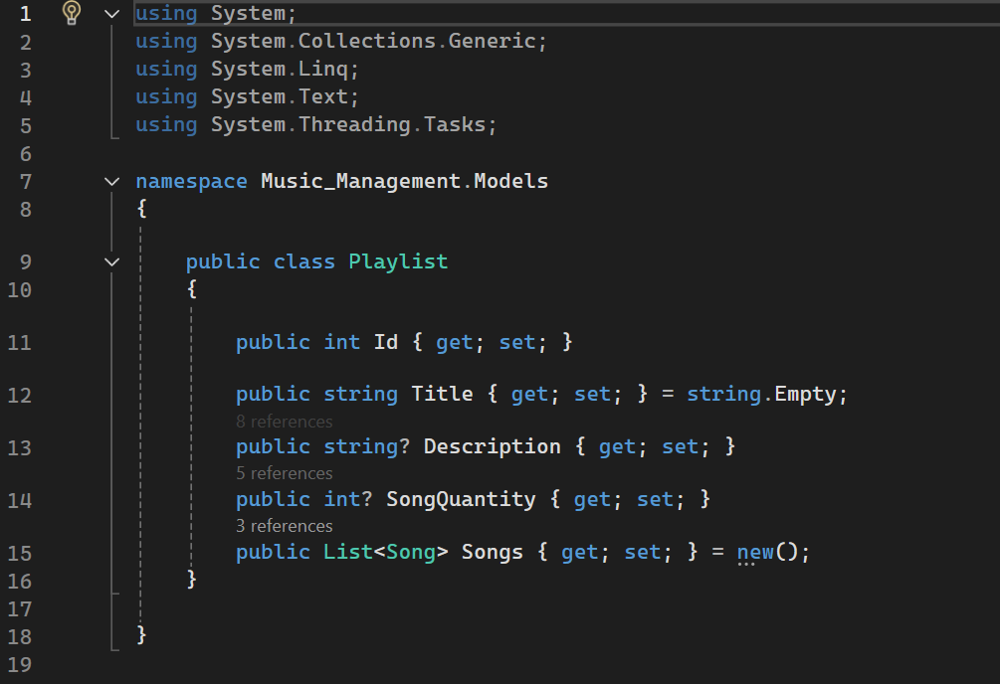 1 using System;
2 using System.Collections.Generic;
3 using System.Linq;
4 using System.Text;
5 using System.Threading.Tasks;
6
7 namespace Music_Management.Models
8 {
9 public class Playlist
10 {
11 public int Id { get; set; }
12 public string Title { get; set; } = string.Empty;
8 references
13 public string? Description { get; set; }
5 references
14 public int? SongQuantity { get; set; }
3 references
15 public List<Song> Songs { get; set; } = new();
16 }
17
18 }
19